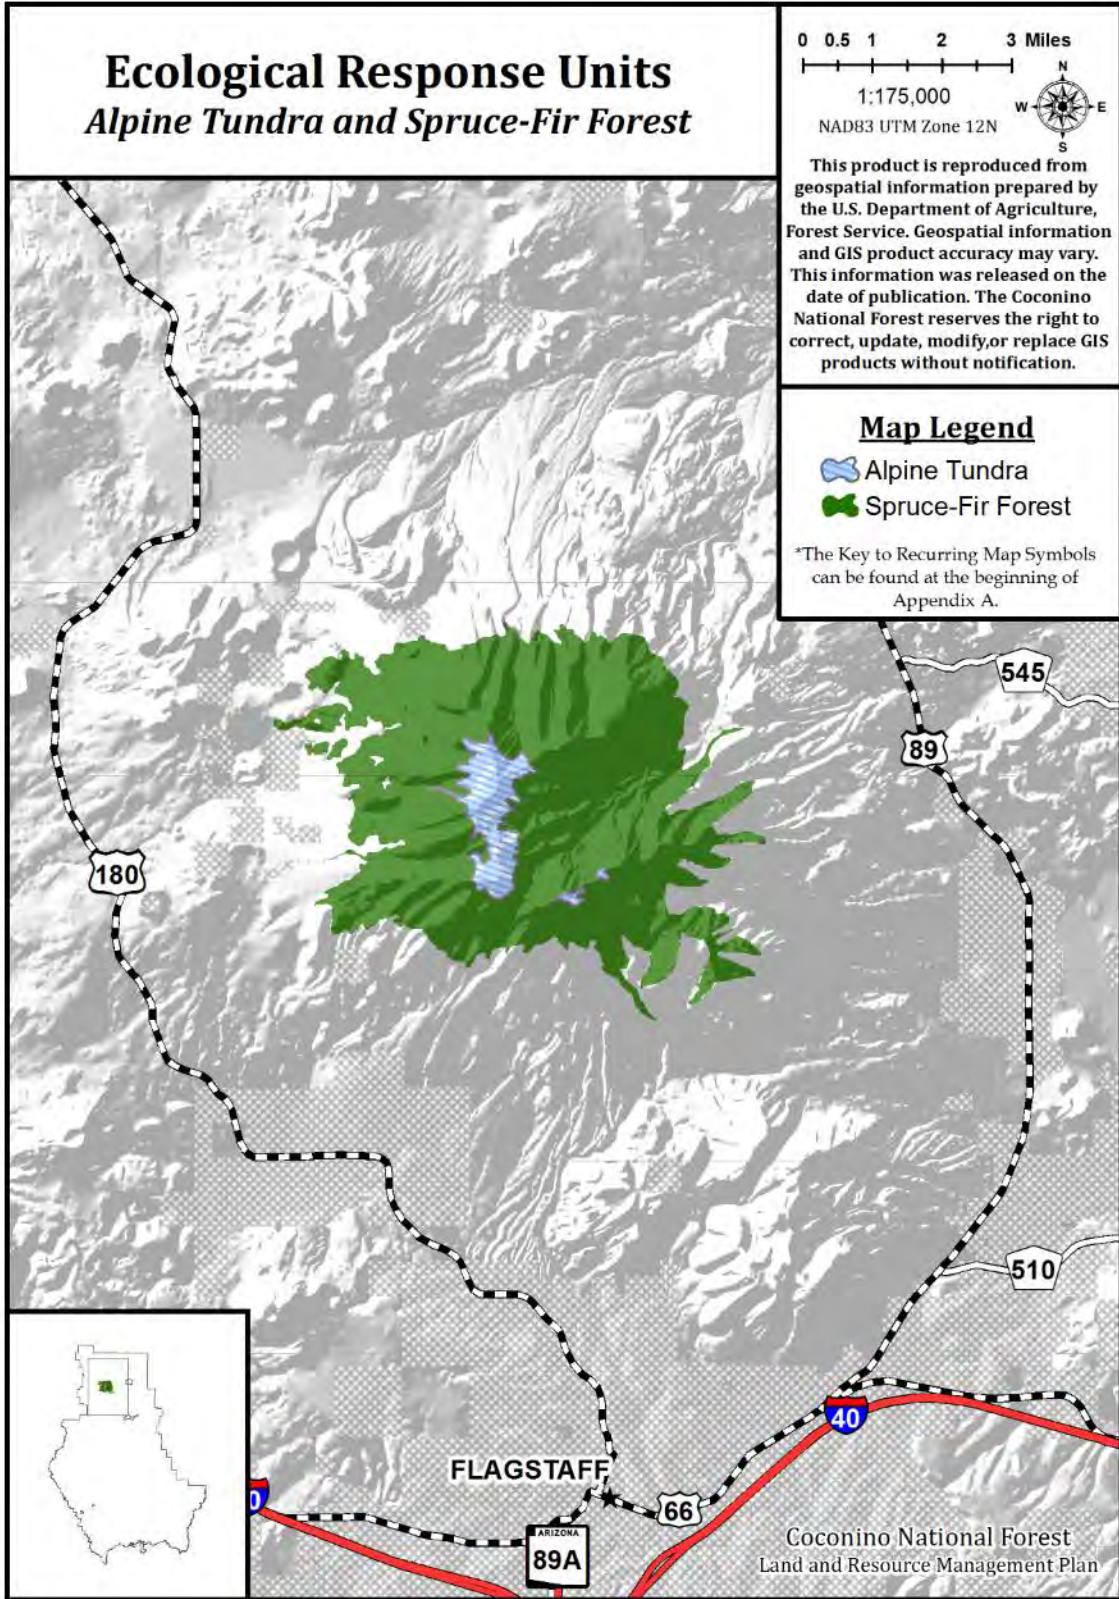 Ecological Response Units
Alpine Tundra and Spruce-Fir Forest
0 0.5 1 2 3 Miles
1:175,000
NAD83 UTM Zone 12N
N
W E
S
This product is reproduced from
geospatial information prepared by
the U.S. Department of Agriculture,
Forest Service. Geospatial information
and GIS product accuracy may vary.
This information was released on the
date of publication. The Coconino
National Forest reserves the right to
correct, update, modify,or replace GIS
products without notification.
Map Legend
Alpine Tundra
Spruce-Fir Forest
*The Key to Recurring Map Symbols
can be found at the beginning of
Appendix A.
545
89
180
510
40
FLAGSTAFF
0
66
ARIZONA
89A
Coconino National Forest
Land and Resource Management Plan